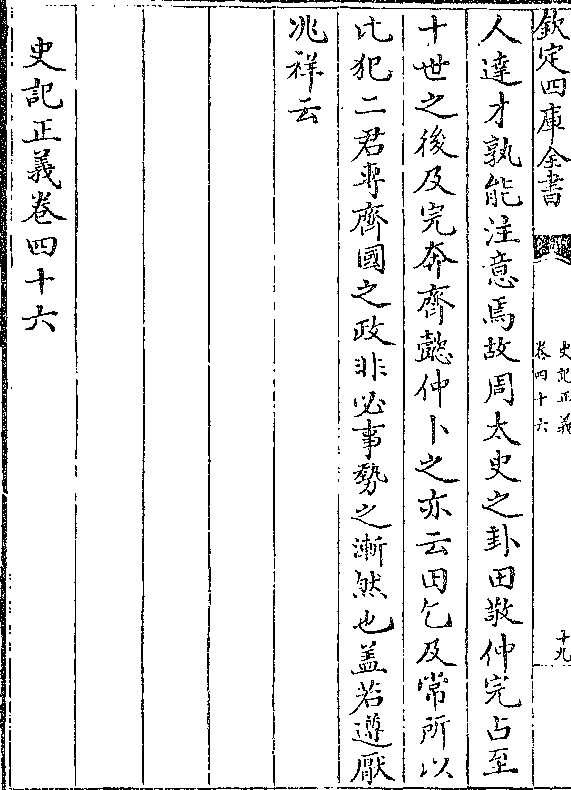 欽定四庫全書
史記正義
卷四十六
十九
人達才孰能注意焉故周太史之卦田敬仲完占至
十世之後及完奔齊懿仲卜之亦云田乞及常所以
比犯二君專齊國之政非必事勢之漸然也盖若遵厭
兆祥云
史記正義卷四十六